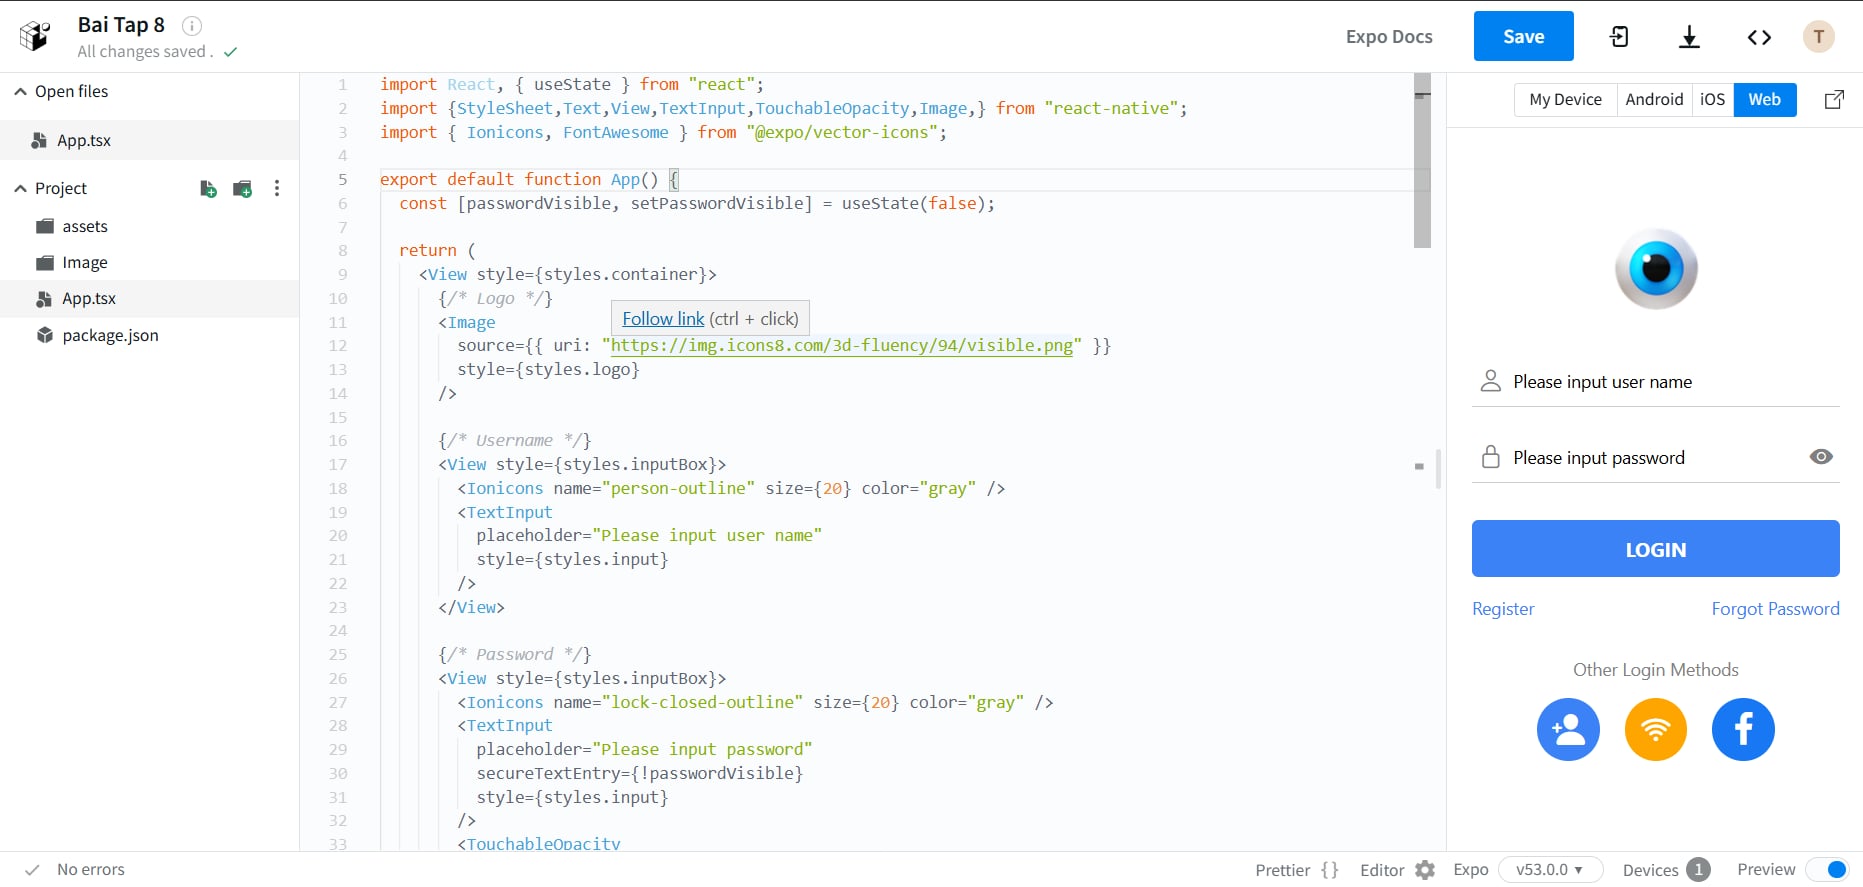 Bai Tap 8
All changes saved .
Expo Docs
Save
T
Open files
App.tsx
Project
assets
Image
App.tsx
package.json
1 import React, { useState } from "react";
2 import {StyleSheet,Text,View,TextInput,TouchableOpacity,Image,} from "react-native";
3 import { Ionicons, FontAwesome } from "@expo/vector-icons";
4
5 export default function App() {
6 const [passwordVisible, setPasswordVisible] = useState(false);
7
8 return (
9 <View style={styles.container}>
10 {/* Logo */}
11 <Image
Follow link (ctrl + click)
12 source={{ uri: "https://img.icons8.com/3d-fluency/94/visible.png" }}
13 style={styles.logo}
14 />
15
16 {/* Username */}
17 <View style={styles.inputBox}>
18 <Ionicons name="person-outline" size={20} color="gray" />
19 <TextInput
20 placeholder="Please input user name"
21 style={styles.input}
22 />
23 </View>
24
25 {/* Password */}
26 <View style={styles.inputBox}>
27 <Ionicons name="lock-closed-outline" size={20} color="gray" />
28 <TextInput
29 placeholder="Please input password"
30 secureTextEntry={!passwordVisible}
31 style={styles.input}
32 />
33 <TouchableOpacity
My Device Android iOS Web
Please input user name
Please input password
LOGIN
Register Forgot Password
Other Login Methods
No errors
Prettier {} Editor Expo v53.0.0 Devices 1 Preview